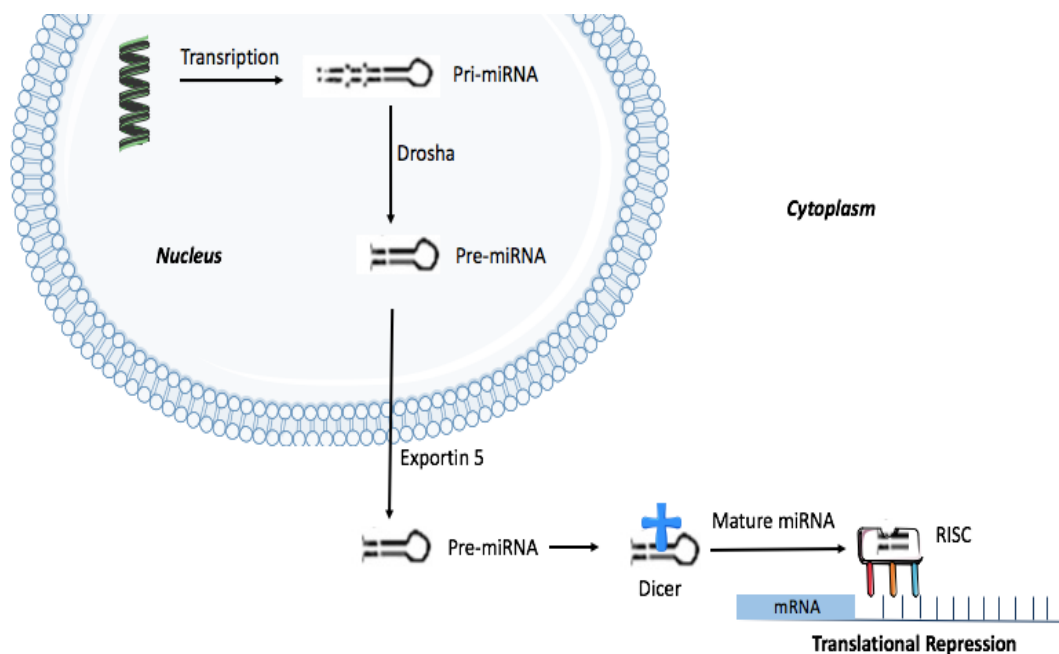 Transription
Pri-miRNA
Drosha
Cytoplasm
Nucleus
Pre-miRNA
Exportin 5
Pre-miRNA
Mature miRNA
RISC
Dicer
mRNA
Translational Repression